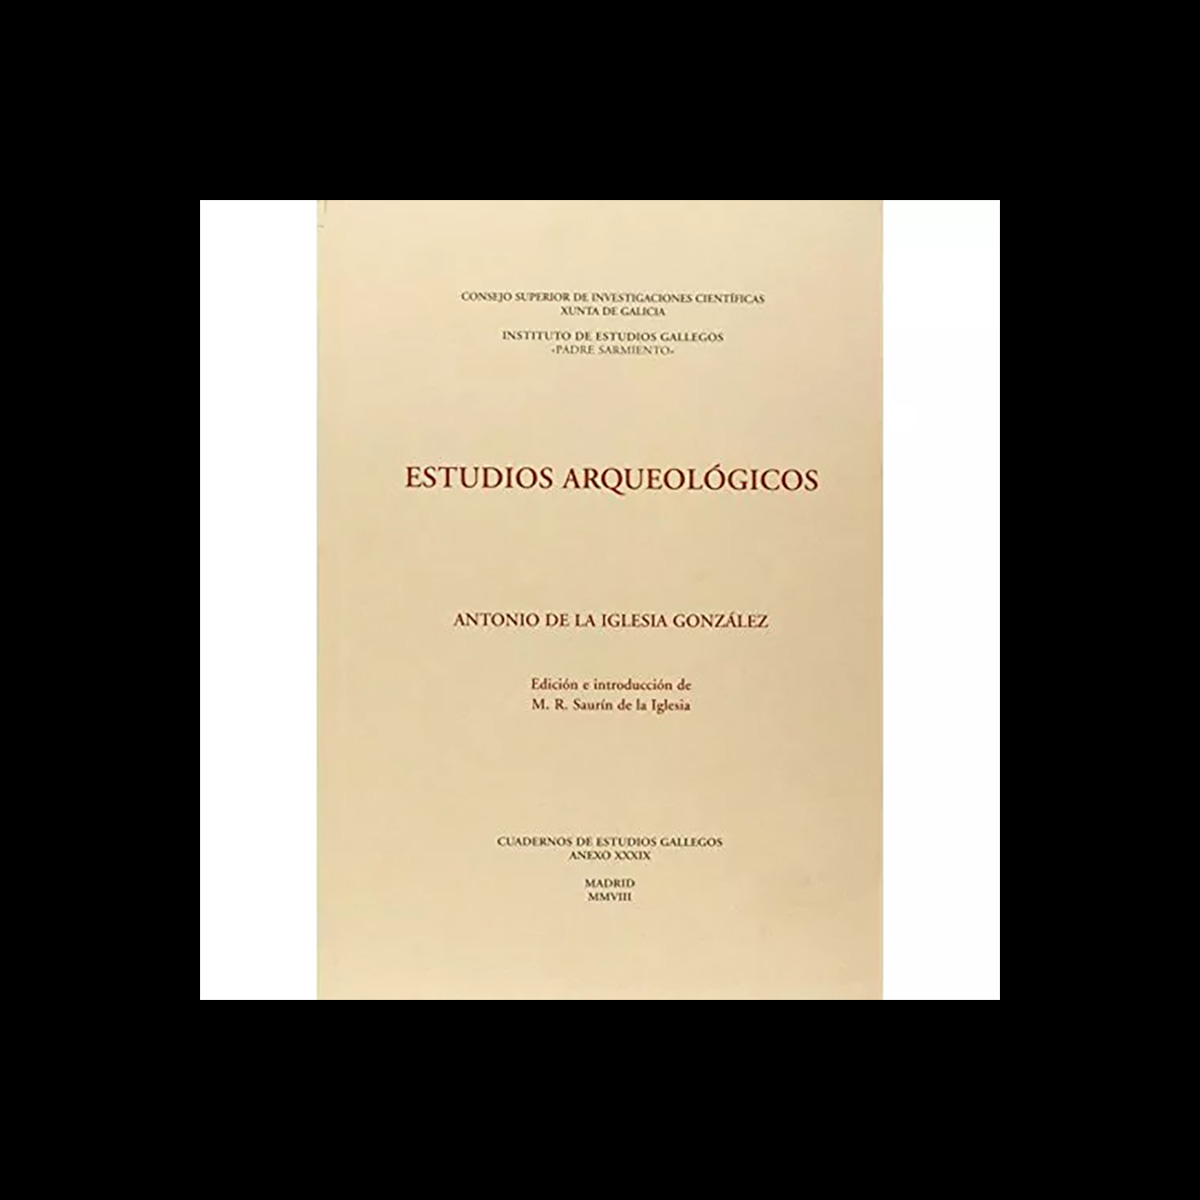 CONSEJO SUPERIOR DE INVESTIGACIONES CIENTÍFICAS
XUNTA DE GALICIA
INSTITUTO DE ESTUDIOS GALLEGOS
«PADRE SARMIENTO»
ESTUDIOS ARQUEOLÓGICOS
ANTONIO DE LA IGLESIA GONZÁLEZ
Edición e introducción de
M. R. Saurín de la Iglesia
CUADERNOS DE ESTUDIOS GALLEGOS
ANEXO XXXIX
MADRID
MMVIII